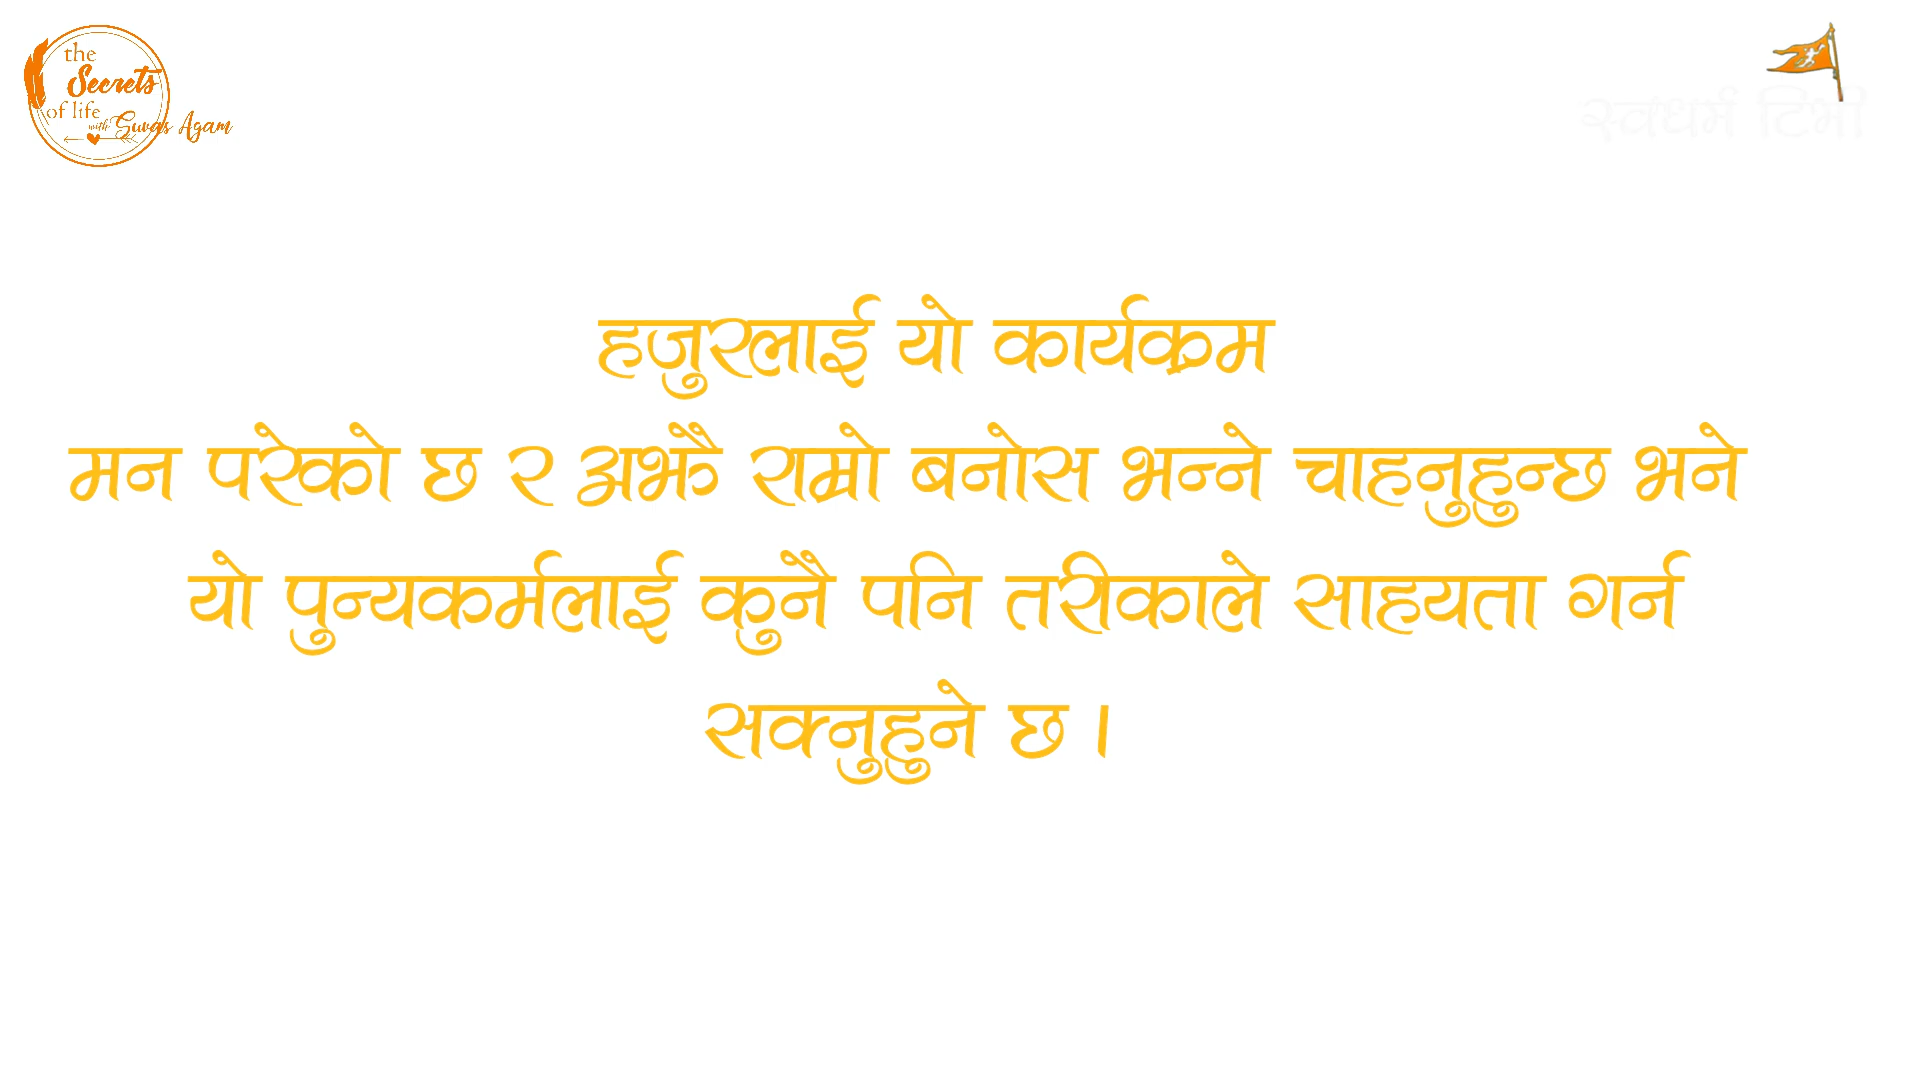 the
Secrets
of life
with Suvas Agam
स्वधर्म टिभी
हजुरलाई यो कार्यक्रम
मन परेको छ र अझै राम्रो बनोस भन्ने चाहनुहुन्छ भने
यो पुन्यकर्मलाई कुनै पनि तरीकाले साहयता गर्न
सक्नुहुने छ ।